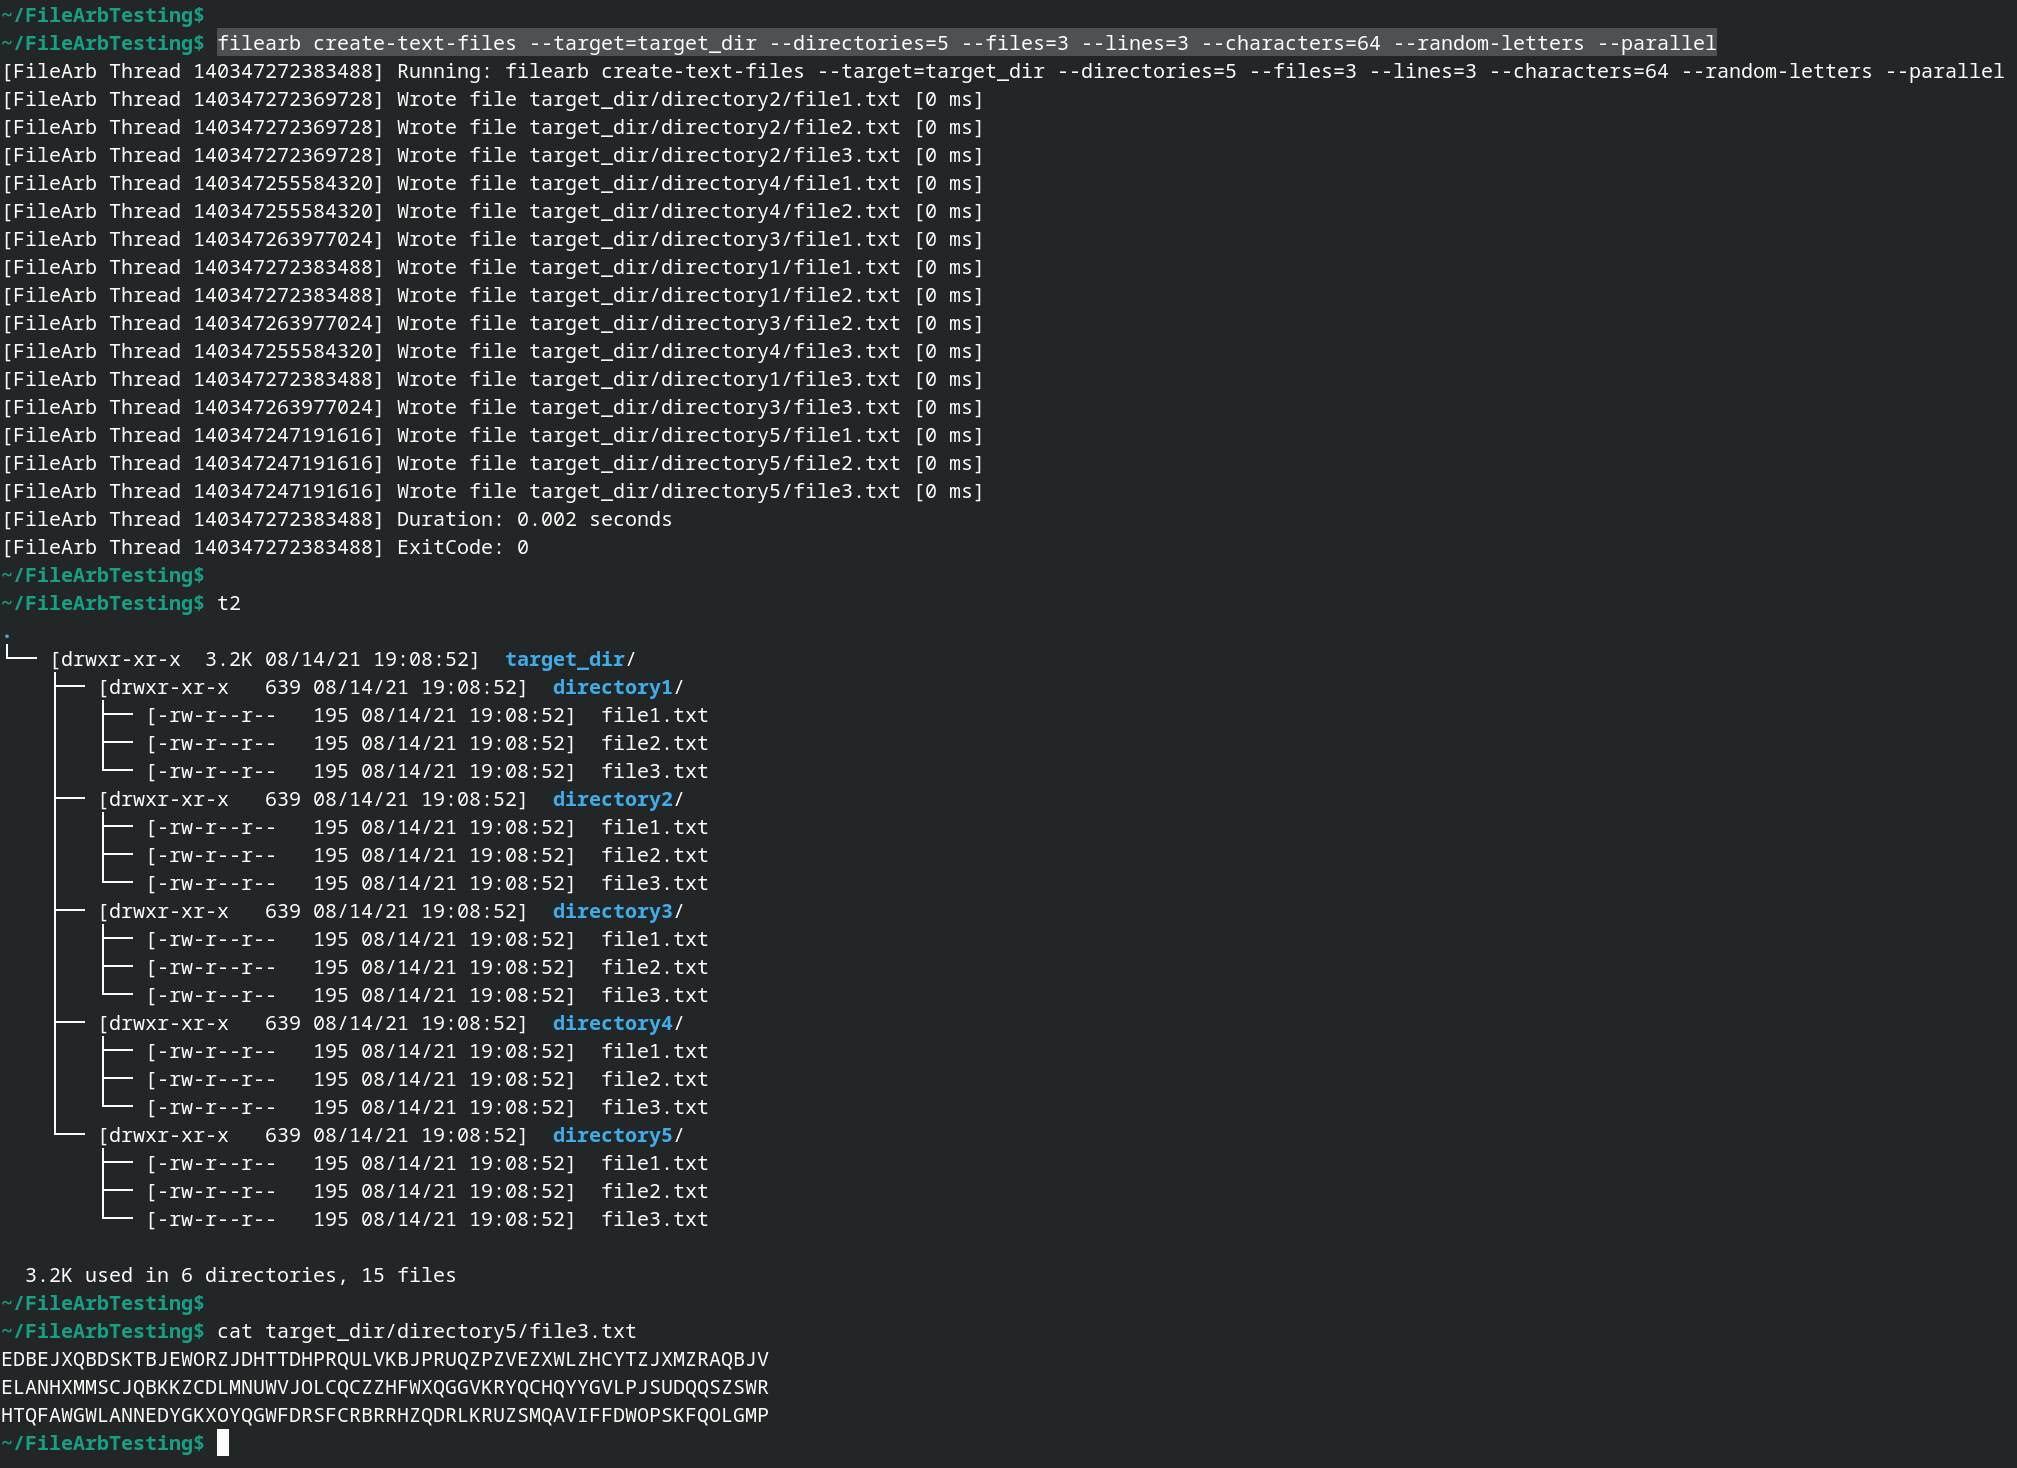 ~/FileArbTesting$
~/FileArbTesting$ filearb create-text-files --target=target_dir --directories=5 --files=3 --lines=3 --characters=64 --random-letters --parallel
[FileArb Thread 140347272383488] Running: filearb create-text-files --target=target_dir --directories=5 --files=3 --lines=3 --characters=64 --random-letters --parallel
[FileArb Thread 140347272369728] Wrote file target_dir/directory2/file1.txt [0 ms]
[FileArb Thread 140347272369728] Wrote file target_dir/directory2/file2.txt [0 ms]
[FileArb Thread 140347272369728] Wrote file target_dir/directory2/file3.txt [0 ms]
[FileArb Thread 140347255584320] Wrote file target_dir/directory4/file1.txt [0 ms]
[FileArb Thread 140347255584320] Wrote file target_dir/directory4/file2.txt [0 ms]
[FileArb Thread 140347263977024] Wrote file target_dir/directory3/file1.txt [0 ms]
[FileArb Thread 140347272383488] Wrote file target_dir/directory1/file1.txt [0 ms]
[FileArb Thread 140347272383488] Wrote file target_dir/directory1/file2.txt [0 ms]
[FileArb Thread 140347263977024] Wrote file target_dir/directory3/file2.txt [0 ms]
[FileArb Thread 140347255584320] Wrote file target_dir/directory4/file3.txt [0 ms]
[FileArb Thread 140347272383488] Wrote file target_dir/directory1/file3.txt [0 ms]
[FileArb Thread 140347263977024] Wrote file target_dir/directory3/file3.txt [0 ms]
[FileArb Thread 140347247191616] Wrote file target_dir/directory5/file1.txt [0 ms]
[FileArb Thread 140347247191616] Wrote file target_dir/directory5/file2.txt [0 ms]
[FileArb Thread 140347247191616] Wrote file target_dir/directory5/file3.txt [0 ms]
[FileArb Thread 140347272383488] Duration: 0.002 seconds
[FileArb Thread 140347272383488] ExitCode: 0
~/FileArbTesting$
~/FileArbTesting$ t2
.
└── [drwxr-xr-x  3.2K 08/14/21 19:08:52]  target_dir/
    ├── [drwxr-xr-x   639 08/14/21 19:08:52]  directory1/
    │   ├── [-rw-r--r--   195 08/14/21 19:08:52]  file1.txt
    │   ├── [-rw-r--r--   195 08/14/21 19:08:52]  file2.txt
    │   └── [-rw-r--r--   195 08/14/21 19:08:52]  file3.txt
    ├── [drwxr-xr-x   639 08/14/21 19:08:52]  directory2/
    │   ├── [-rw-r--r--   195 08/14/21 19:08:52]  file1.txt
    │   ├── [-rw-r--r--   195 08/14/21 19:08:52]  file2.txt
    │   └── [-rw-r--r--   195 08/14/21 19:08:52]  file3.txt
    ├── [drwxr-xr-x   639 08/14/21 19:08:52]  directory3/
    │   ├── [-rw-r--r--   195 08/14/21 19:08:52]  file1.txt
    │   ├── [-rw-r--r--   195 08/14/21 19:08:52]  file2.txt
    │   └── [-rw-r--r--   195 08/14/21 19:08:52]  file3.txt
    ├── [drwxr-xr-x   639 08/14/21 19:08:52]  directory4/
    │   ├── [-rw-r--r--   195 08/14/21 19:08:52]  file1.txt
    │   ├── [-rw-r--r--   195 08/14/21 19:08:52]  file2.txt
    │   └── [-rw-r--r--   195 08/14/21 19:08:52]  file3.txt
    └── [drwxr-xr-x   639 08/14/21 19:08:52]  directory5/
        ├── [-rw-r--r--   195 08/14/21 19:08:52]  file1.txt
        ├── [-rw-r--r--   195 08/14/21 19:08:52]  file2.txt
        └── [-rw-r--r--   195 08/14/21 19:08:52]  file3.txt
  3.2K used in 6 directories, 15 files
~/FileArbTesting$
~/FileArbTesting$ cat target_dir/directory5/file3.txt
EDBEJXQBDSKTBJEWORZJDHTTDHPRQULVKBJPRUQZPZVEZXWLZHCYTZJXMZRAQBJV
ELANHXMMSCJQBKKZCDLMNUWVJOLCQCZZHFWXQGGVKRYQCHQYYGVLPJSUDQQSZSWR
HTQFAWGWLANNEDYGKXOYQGWFDRSFCRBRRHZQDRLKRUZSMQAVIFFDWOPSKFQOLGMP
~/FileArbTesting$